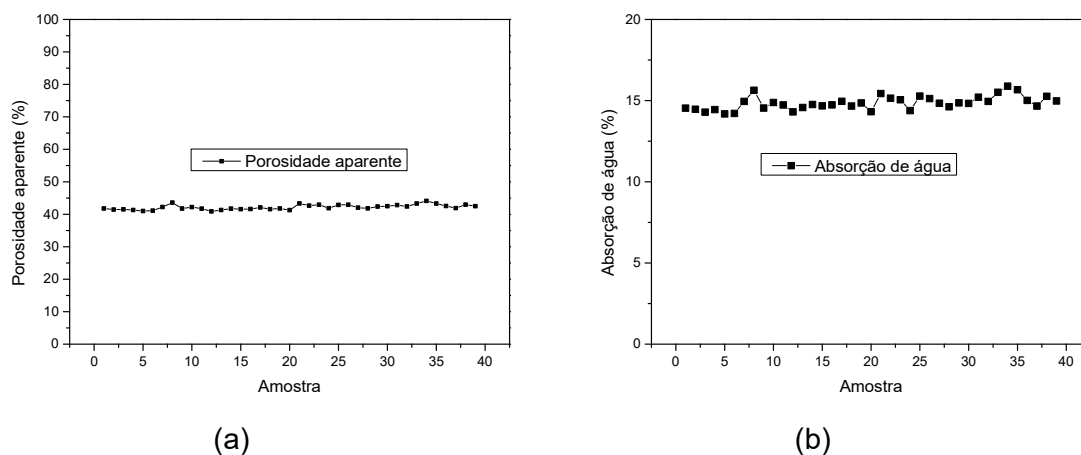 100
90
80
70
60
50
40
30
20
10
0
Porosidade aparente (%)
Porosidade aparente
0 5 10 15 20 25 30 35 40
Amostra
(a)
20
15
10
5
0
Absorção de água (%)
Absorção de água
0 5 10 15 20 25 30 35 40
Amostra
(b)